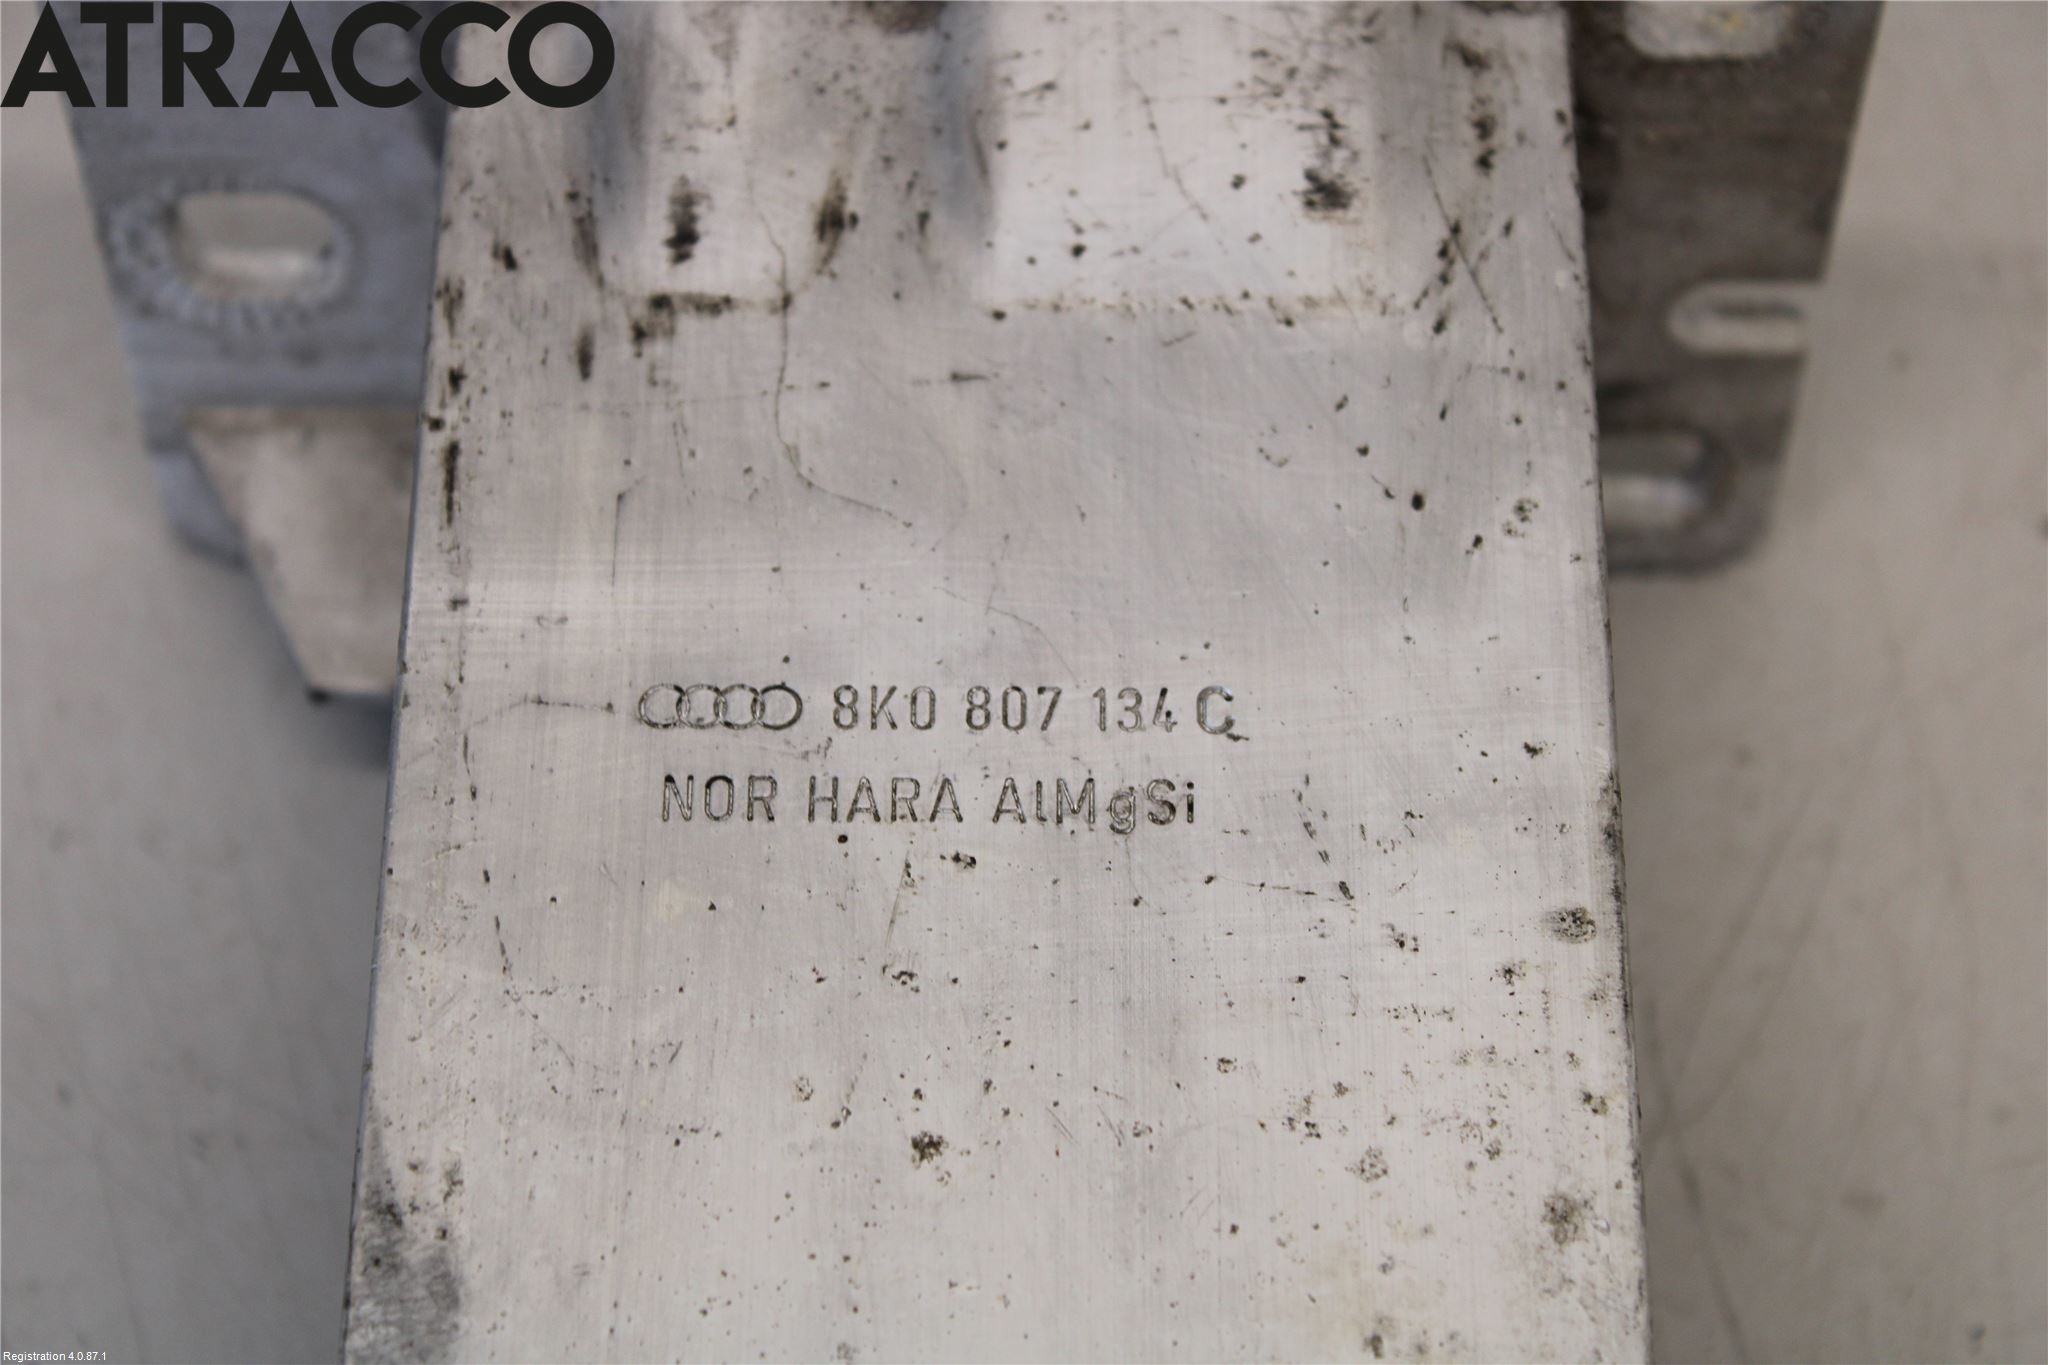 ATRACCO
8K0 807 134 C
NOR HARA AlMgSi
Registration 4.0.87.1